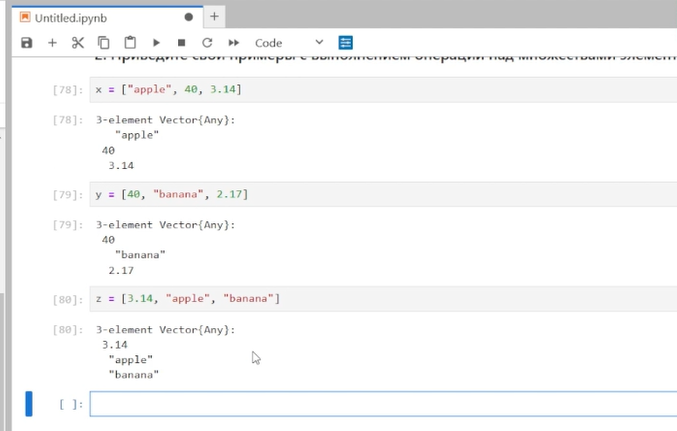 Untitled.ipynb
Code
2. Приведите свои примеры с выполнением операций над множествами элемент
[78]: x = ["apple", 40, 3.14]
[78]: 3-element Vector{Any}:
"apple"
40
3.14
[79]: y = [40, "banana", 2.17]
[79]: 3-element Vector{Any}:
40
"banana"
2.17
[80]: z = [3.14, "apple", "banana"]
[80]: 3-element Vector{Any}:
3.14
"apple"
"banana"
[ ]: